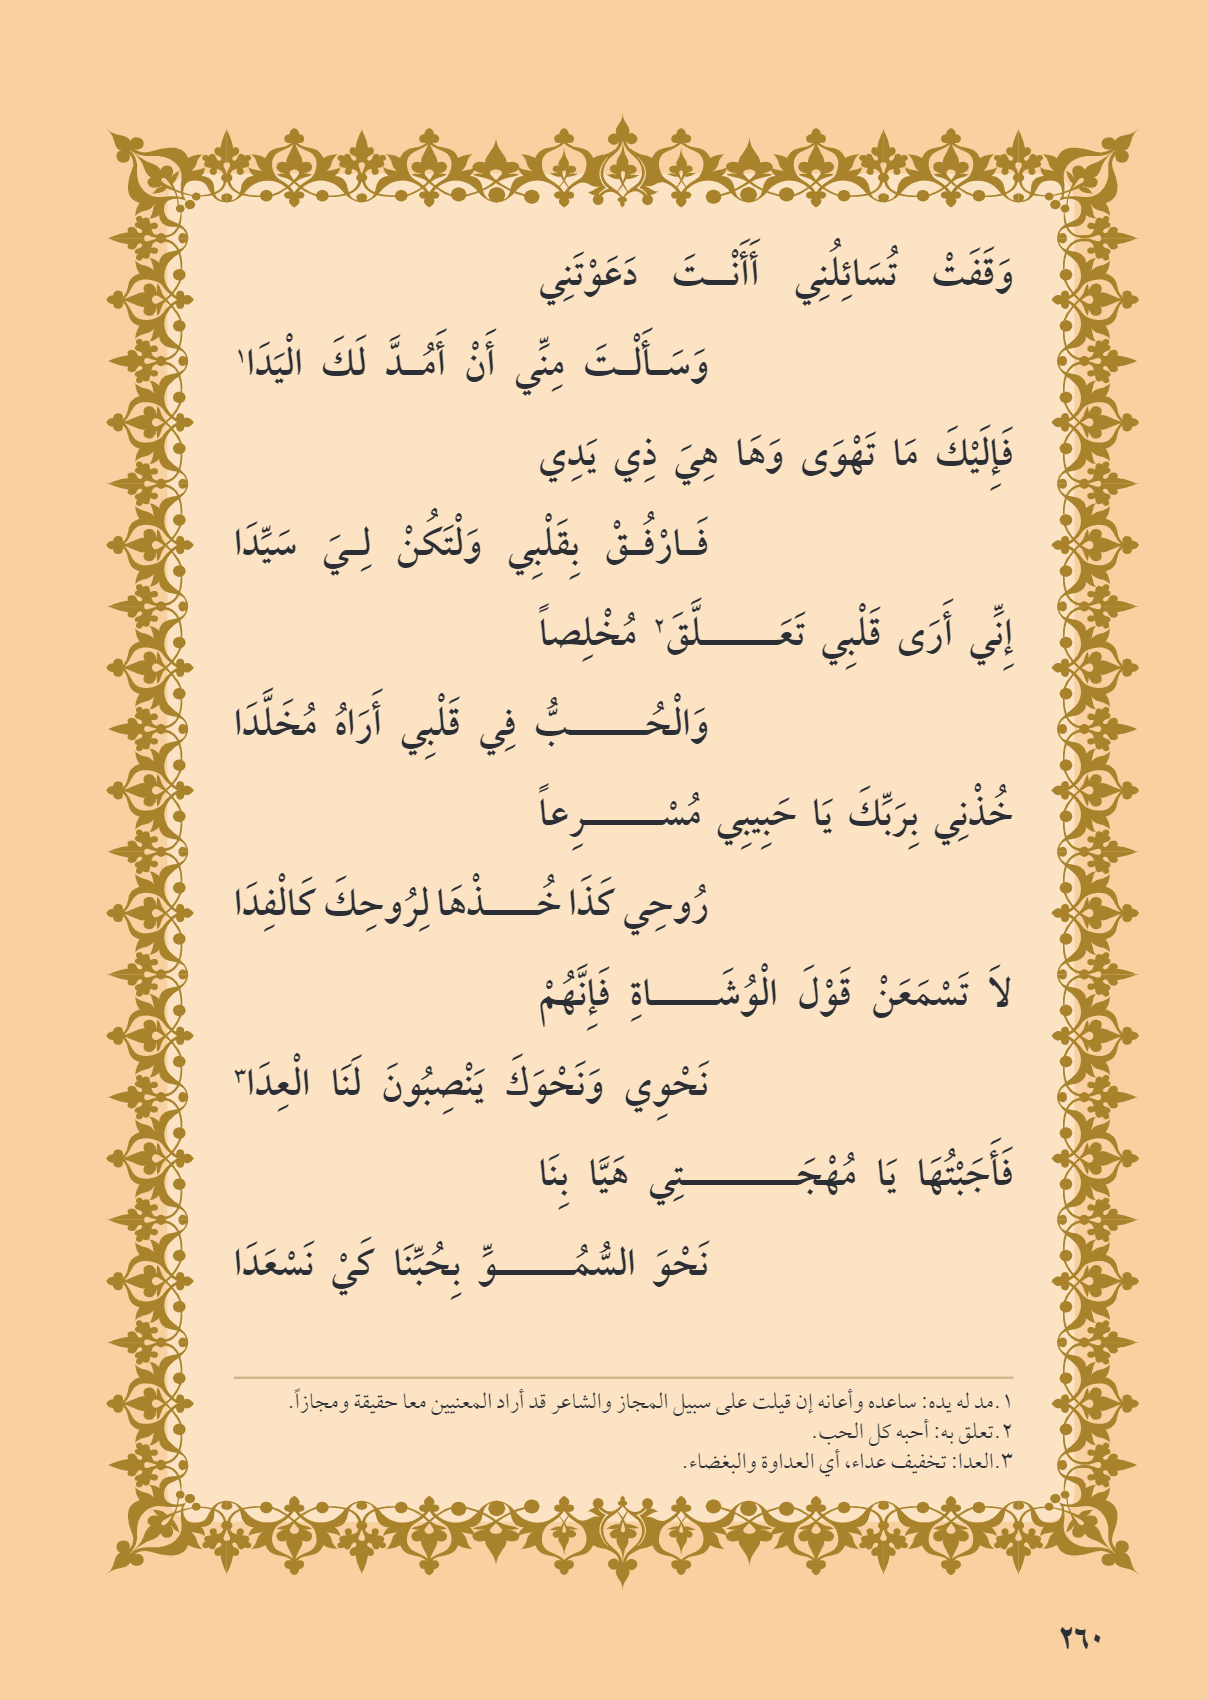 وَقَفَتْ تُسَائِلُنِي أَأَنْتَ دَعَوْتَنِي
وَسَأَلْتَ مِنِّي أَنْ أَمُدَّ لَكَ الْيَدَا١
فَإِلَيْكَ مَا تَهْوَى وَهَا هِيَ ذِي يَدِي
فَارْفُقْ بِقَلْبِي وَلْتَكُنْ لِيَ سَيِّدَا
إِنِّي أَرَى قَلْبِي تَعَلَّقَ٢ مُخْلِصاً
وَالْحُبُّ فِي قَلْبِي أَرَاهُ مُخَلَّدَا
خُذْنِي بِرَبِّكَ يَا حَبِيبِي مُسْرِعاً
رُوحِي كَذَا خُذْهَا لِرُوحِكَ كَالْفِدَا
لاَ تَسْمَعَنْ قَوْلَ الْوُشَاةِ فَإِنَّهُمْ
نَحْوِي وَنَحْوَكَ يَنْصِبُونَ لَنَا الْعِدَا٣
فَأَجَبْتُهَا يَا مُهْجَتِي هَيَّا بِنَا
نَحْوَ السُّمُوِّ بِحُبِّنَا كَيْ نَسْعَدَا
١.مد له يده: ساعده وأعانه إن قيلت على سبيل المجاز والشاعر قد أراد المعنيين معا حقيقة ومجازاً.
٢.تعلق به: أحبه كل الحب.
٣.العدا: تخفيف عداء، أي العداوة والبغضاء.
٢٦٠